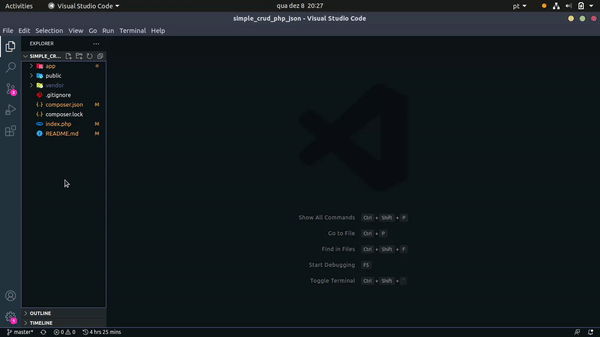 Activities Visual Studio Code qua dez 8 20:27 pt
simple_crud_php_json - Visual Studio Code
File Edit Selection View Go Run Terminal Help
EXPLORER ...
SIMPLE_CR...
app
public
vendor
.gitignore
composer.json M
composer.lock
index.php M
README.md M
Show All Commands Ctrl + Shift + P
Go to File Ctrl + P
Find in Files Ctrl + Shift + F
Start Debugging F5
Toggle Terminal Ctrl + Shift + `
OUTLINE
TIMELINE
master* 0 0 4 hrs 25 mins